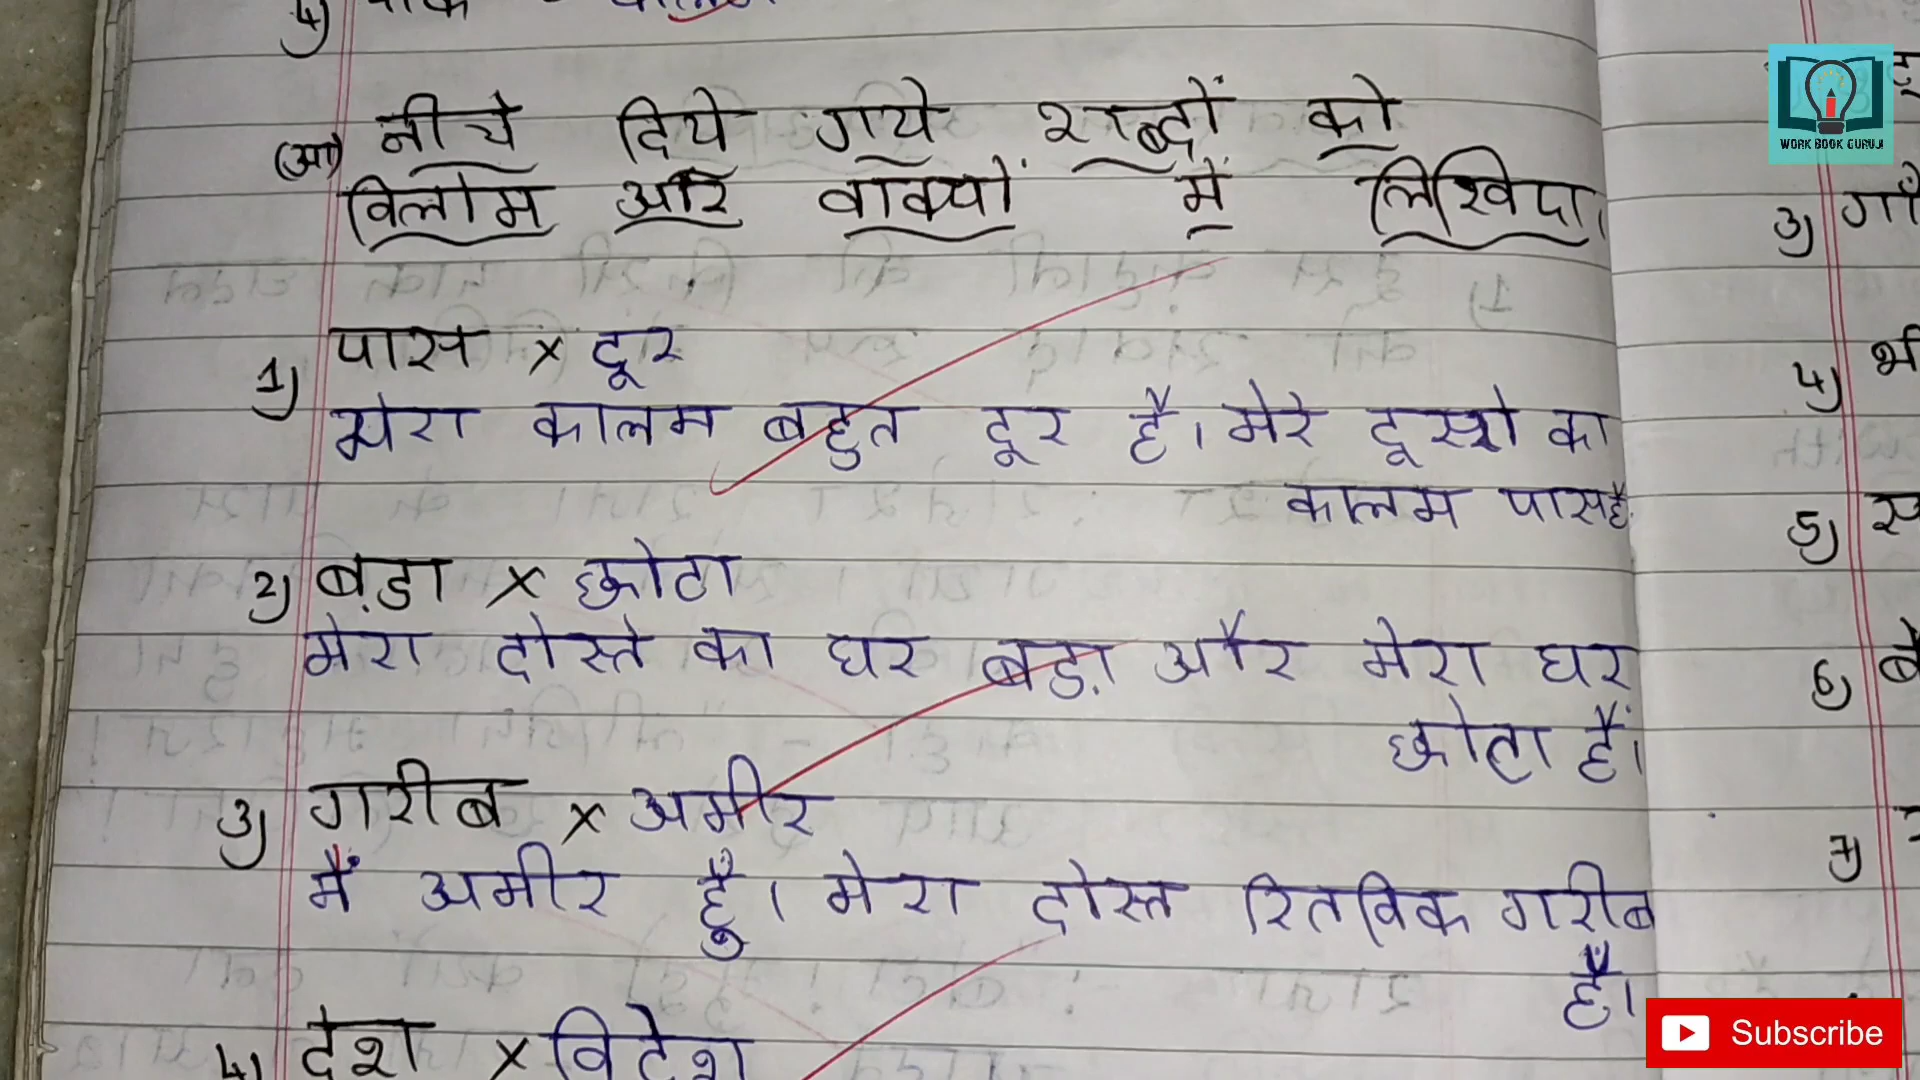 4)
(आ) नीचे दिये गये शब्दों को
विलोम और वाक्यों में लिखिए।
1) पास x दूर
मेरा कालम बहुत दूर है। मेरे का
कालम पास है
2) बड़ा x छोटा
मेरा दोस्ते का घर बड़ा और मेरा घर
छोटा हैं।
3) गरीब x अमीर
मैं अमीर हूँ। मेरा दोस्त रितविक गरीब
हैं।
4) देश x विदेश
3) गाँ
4) भ
5) स
6) बे
7)
WORK BOOK GURUJI
Subscribe